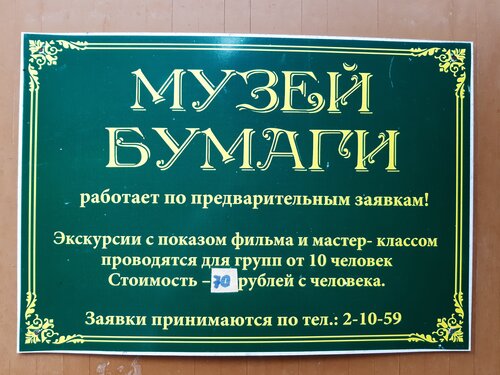 МУЗЕЙ
БУМАГИ
работает по предварительным заявкам!
Экскурсии с показом фильма и мастер- классом
проводятся для групп от 10 человек
Стоимость – 70 рублей с человека.
Заявки принимаются по тел.: 2-10-59